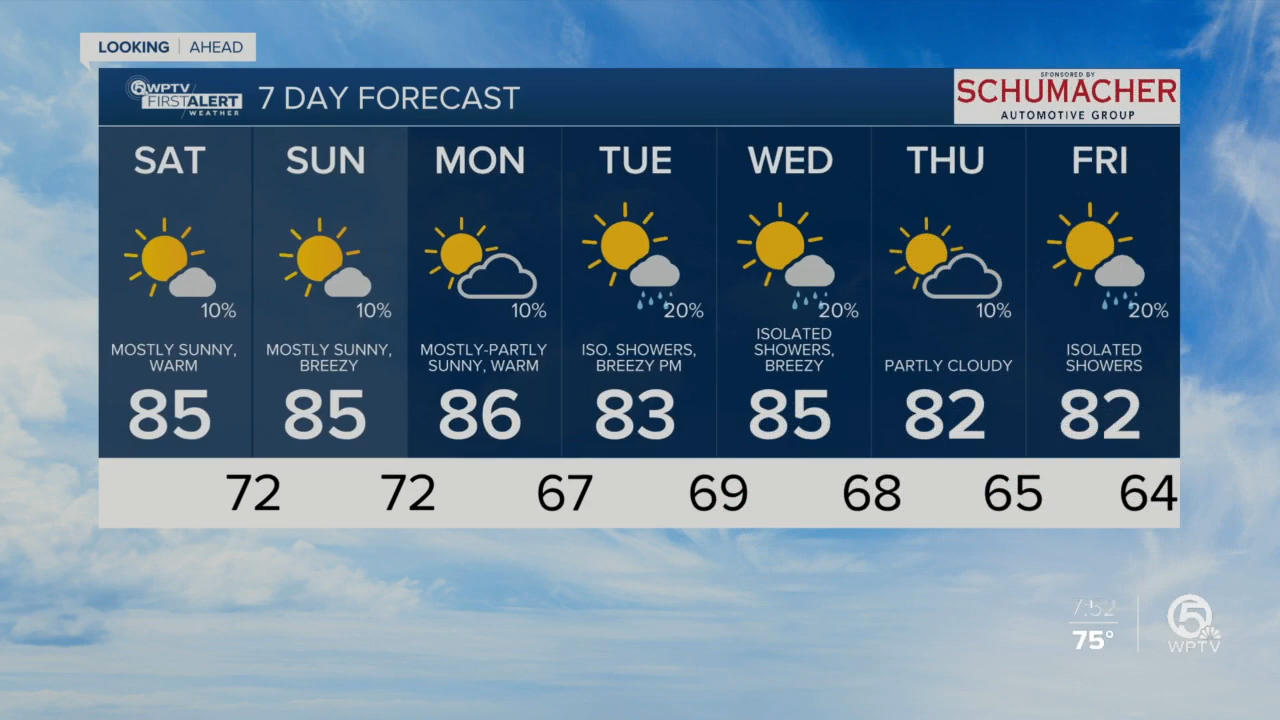 LOOKING AHEAD
5 WPTV
FIRST ALERT
WEATHER
7 DAY FORECAST
SPONSORED BY
SCHUMACHER
AUTOMOTIVE GROUP
SAT SUN MON TUE WED THU FRI
10% 10% 10% 20% 20% 10% 20%
MOSTLY SUNNY,
WARM
MOSTLY SUNNY,
BREEZY
MOSTLY-PARTLY
SUNNY, WARM
ISO. SHOWERS,
BREEZY PM
ISOLATED
SHOWERS,
BREEZY
PARTLY CLOUDY
ISOLATED
SHOWERS
85 85 86 83 85 82 82
72 72 67 69 68 65 64
7:52
75°
5
WPTV